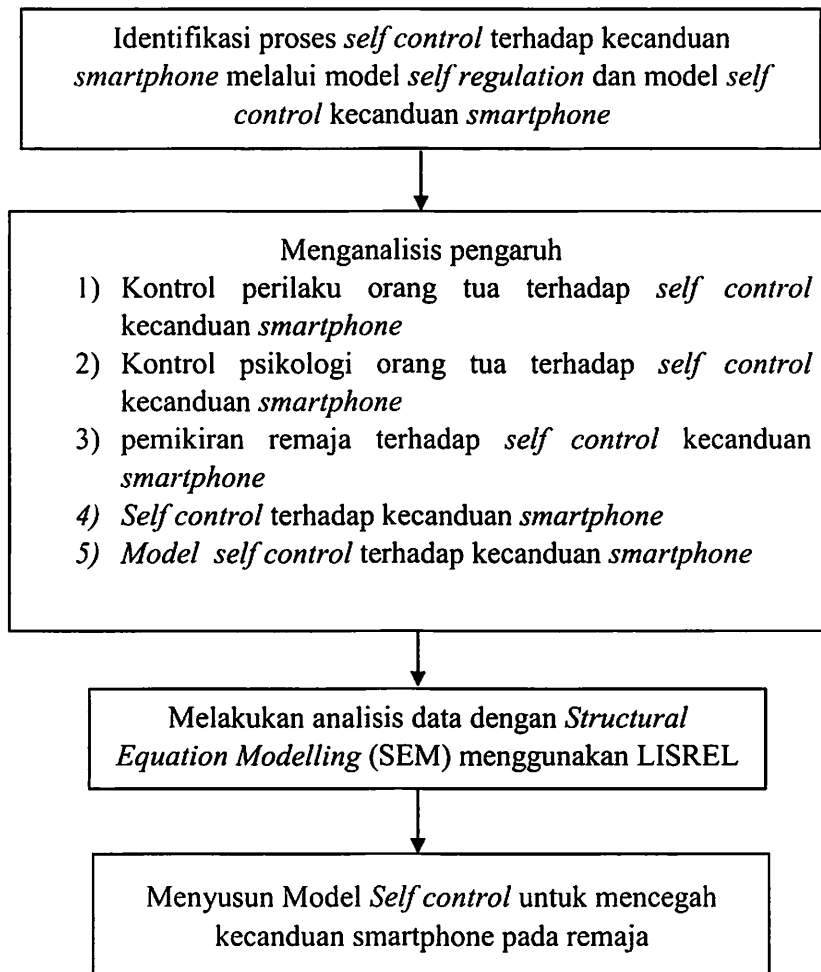 Identifikasi proses self control terhadap kecanduan
smartphone melalui model self regulation dan model self
control kecanduan smartphone
Menganalisis pengaruh
1) Kontrol perilaku orang tua terhadap self control
kecanduan smartphone
2) Kontrol psikologi orang tua terhadap self control
kecanduan smartphone
3) pemikiran remaja terhadap self control kecanduan
smartphone
4) Self control terhadap kecanduan smartphone
5) Model self control terhadap kecanduan smartphone
Melakukan analisis data dengan Structural
Equation Modelling (SEM) menggunakan LISREL
Menyusun Model Self control untuk mencegah
kecanduan smartphone pada remaja